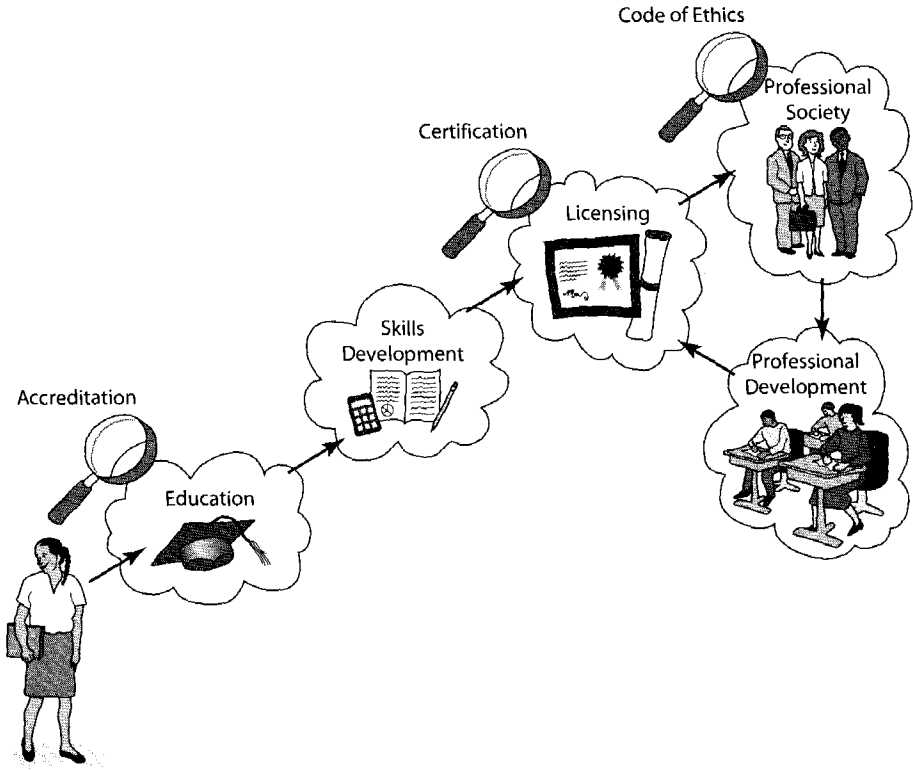 Code of Ethics
Professional
Society
Certification
Licensing
Skills
Development
Professional
Development
Accreditation
Education